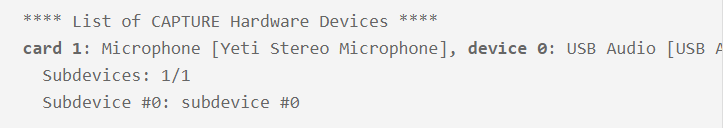 **** List of CAPTURE Hardware Devices ****
card 1: Microphone [Yeti Stereo Microphone], device 0: USB Audio [USB
Subdevices: 1/1
Subdevice #0: subdevice #0